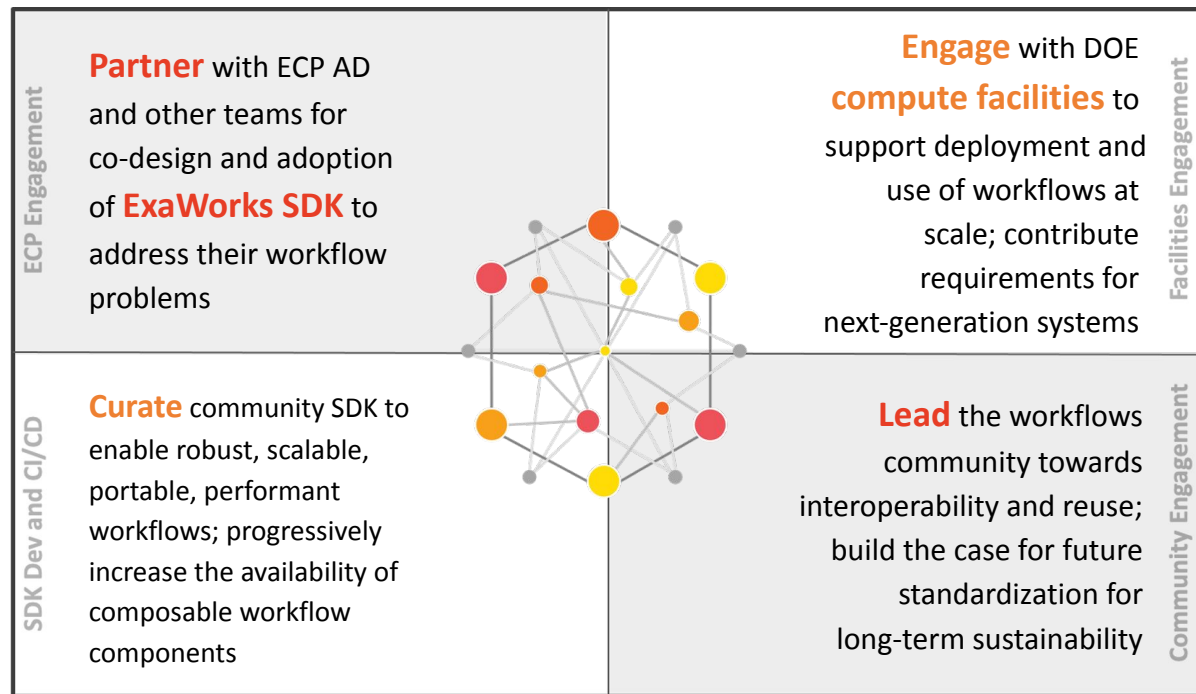 ECP Engagement
Partner with ECP AD
and other teams for
co-design and adoption
of ExaWorks SDK to
address their workflow
problems
Engage with DOE
compute facilities to
support deployment and
use of workflows at
scale; contribute
requirements for
next-generation systems
Facilities Engagement
SDK Dev and CI/CD
Curate community SDK to
enable robust, scalable,
portable, performant
workflows; progressively
increase the availability of
composable workflow
components
Lead the workflows
community towards
interoperability and reuse;
build the case for future
standardization for
long-term sustainability
Community Engagement